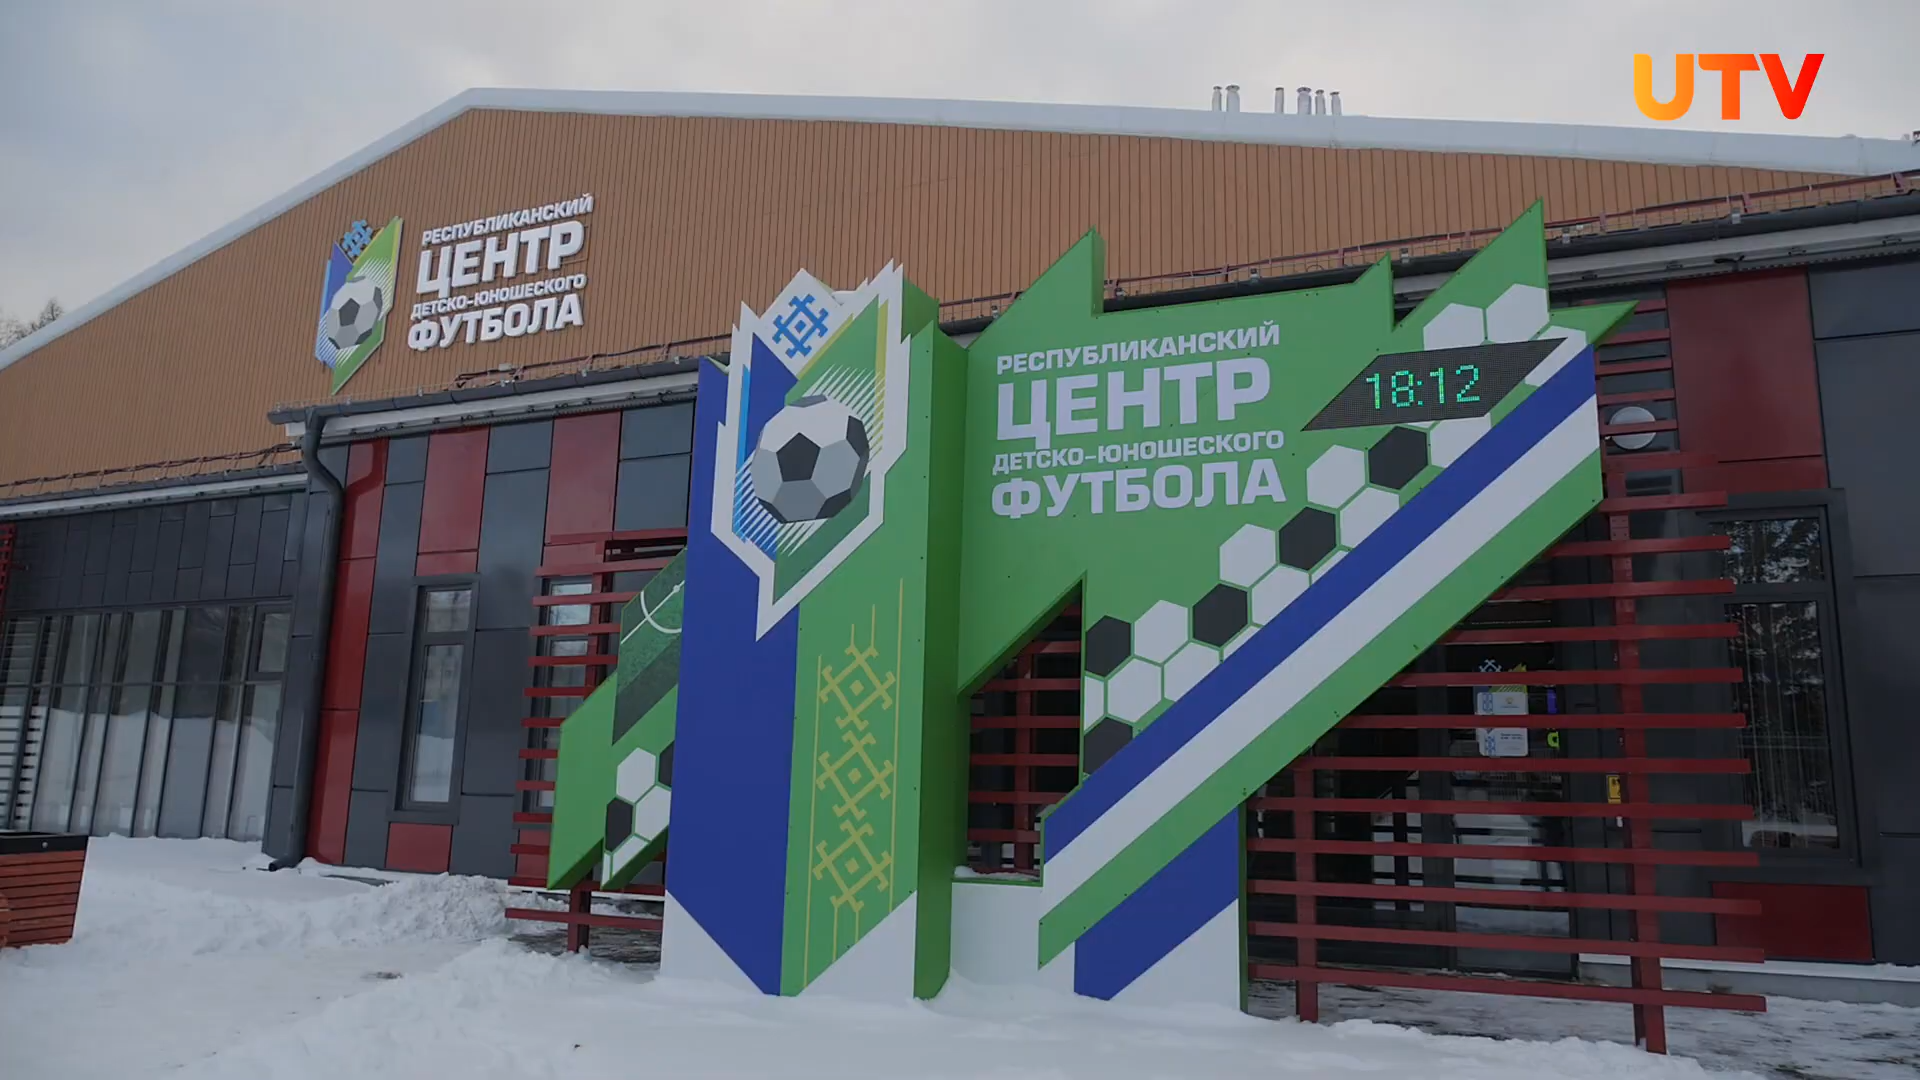 UTV
РЕСПУБЛИКАНСКИЙ
ЦЕНТР
ДЕТСКО-ЮНОШЕСКОГО
ФУТБОЛА
РЕСПУБЛИКАНСКИЙ
ЦЕНТР
ДЕТСКО-ЮНОШЕСКОГО
ФУТБОЛА
18:12